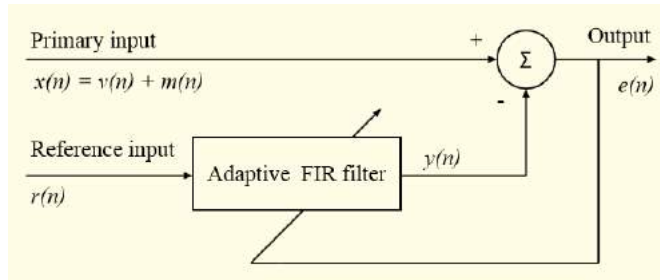 Primary input
x(n) = v(n) + m(n)
+
Σ
Output
e(n)
-
Reference input
r(n)
Adaptive FIR filter
y(n)